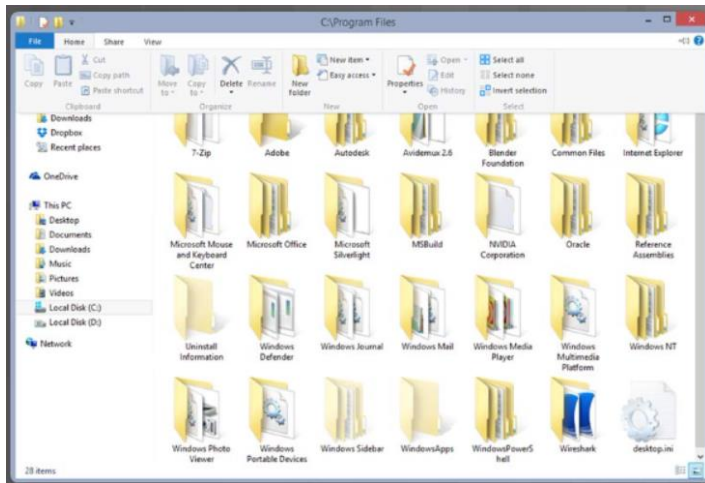 C:\Program Files
File Home Share View
Copy
Paste
Cut
Copy path
Paste shortcut
Clipboard
Move to
Copy to
Delete
Rename
Organize
New folder
New item
Easy access
New
Properties
Open
Edit
History
Open
Select all
Select none
Invert selection
Select
Downloads
Dropbox
Recent places
OneDrive
This PC
Desktop
Documents
Downloads
Music
Pictures
Videos
Local Disk (C:)
Local Disk (D:)
Network
7-Zip
Adobe
Autodesk
Avidemux 2.6
Blender
Foundation
Common Files
Internet Explorer
Microsoft Mouse
and Keyboard
Center
Microsoft Office
Microsoft
Silverlight
MSBuild
NVIDIA
Corporation
Oracle
Reference
Assemblies
Uninstall
Information
Windows
Defender
Windows Journal
Windows Mail
Windows Media
Player
Windows
Multimedia
Platform
Windows NT
Windows Photo
Viewer
Windows
Portable Devices
Windows Sidebar
WindowsApps
WindowsPowerS
hell
Wireshark
desktop.ini
28 items